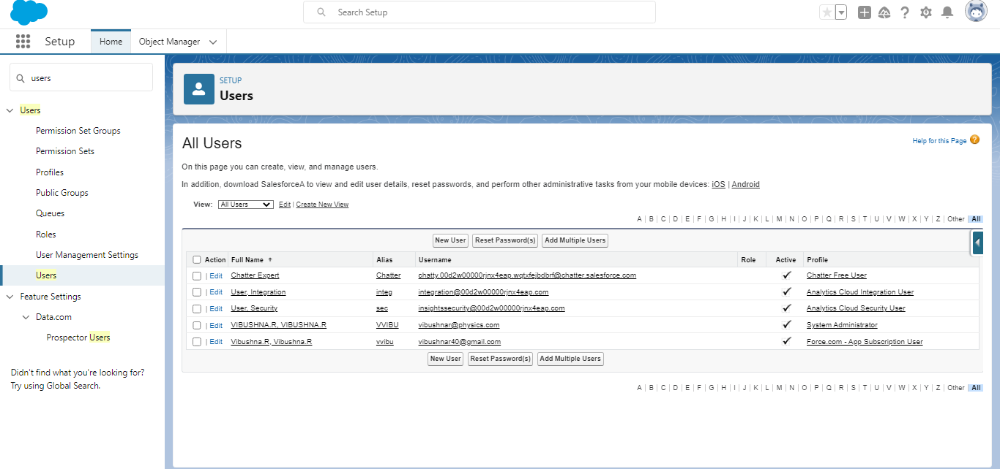 Search Setup
Setup Home Object Manager
users
Users
Permission Set Groups
Permission Sets
Profiles
Public Groups
Queues
Roles
User Management Settings
Users
Feature Settings
Data.com
Prospector Users
Didn't find what you're looking for?
Try using Global Search.
SETUP
Users
All Users
Help for this Page ?
On this page you can create, view, and manage users.
In addition, download SalesforceA to view and edit user details, reset passwords, and perform other administrative tasks from your mobile devices: iOS | Android
View: All Users Edit | Create New View
A | B | C | D | E | F | G | H | I | J | K | L | M | N | O | P | Q | R | S | T | U | V | W | X | Y | Z | Other | All
New User Reset Password(s) Add Multiple Users
Action Full Name ↑ Alias Username Role Active Profile
| Edit Chatter Expert Chatter chatty.00d2w00000rjnx4eap.wqtxfejbdbrf@chatter.salesforce.com ✓ Chatter Free User
| Edit User, Integration integ integration@00d2w00000rjnx4eap.com ✓ Analytics Cloud Integration User
| Edit User, Security sec insightssecurity@00d2w00000rjnx4eap.com ✓ Analytics Cloud Security User
| Edit VIBUSHNA.R, VIBUSHNA.R VVIBU vibushnar@physics.com ✓ System Administrator
| Edit Vibushna.R, Vibushna.R vvibu vibushnar40@gmail.com ✓ Force.com - App Subscription User
New User Reset Password(s) Add Multiple Users
A | B | C | D | E | F | G | H | I | J | K | L | M | N | O | P | Q | R | S | T | U | V | W | X | Y | Z | Other | All